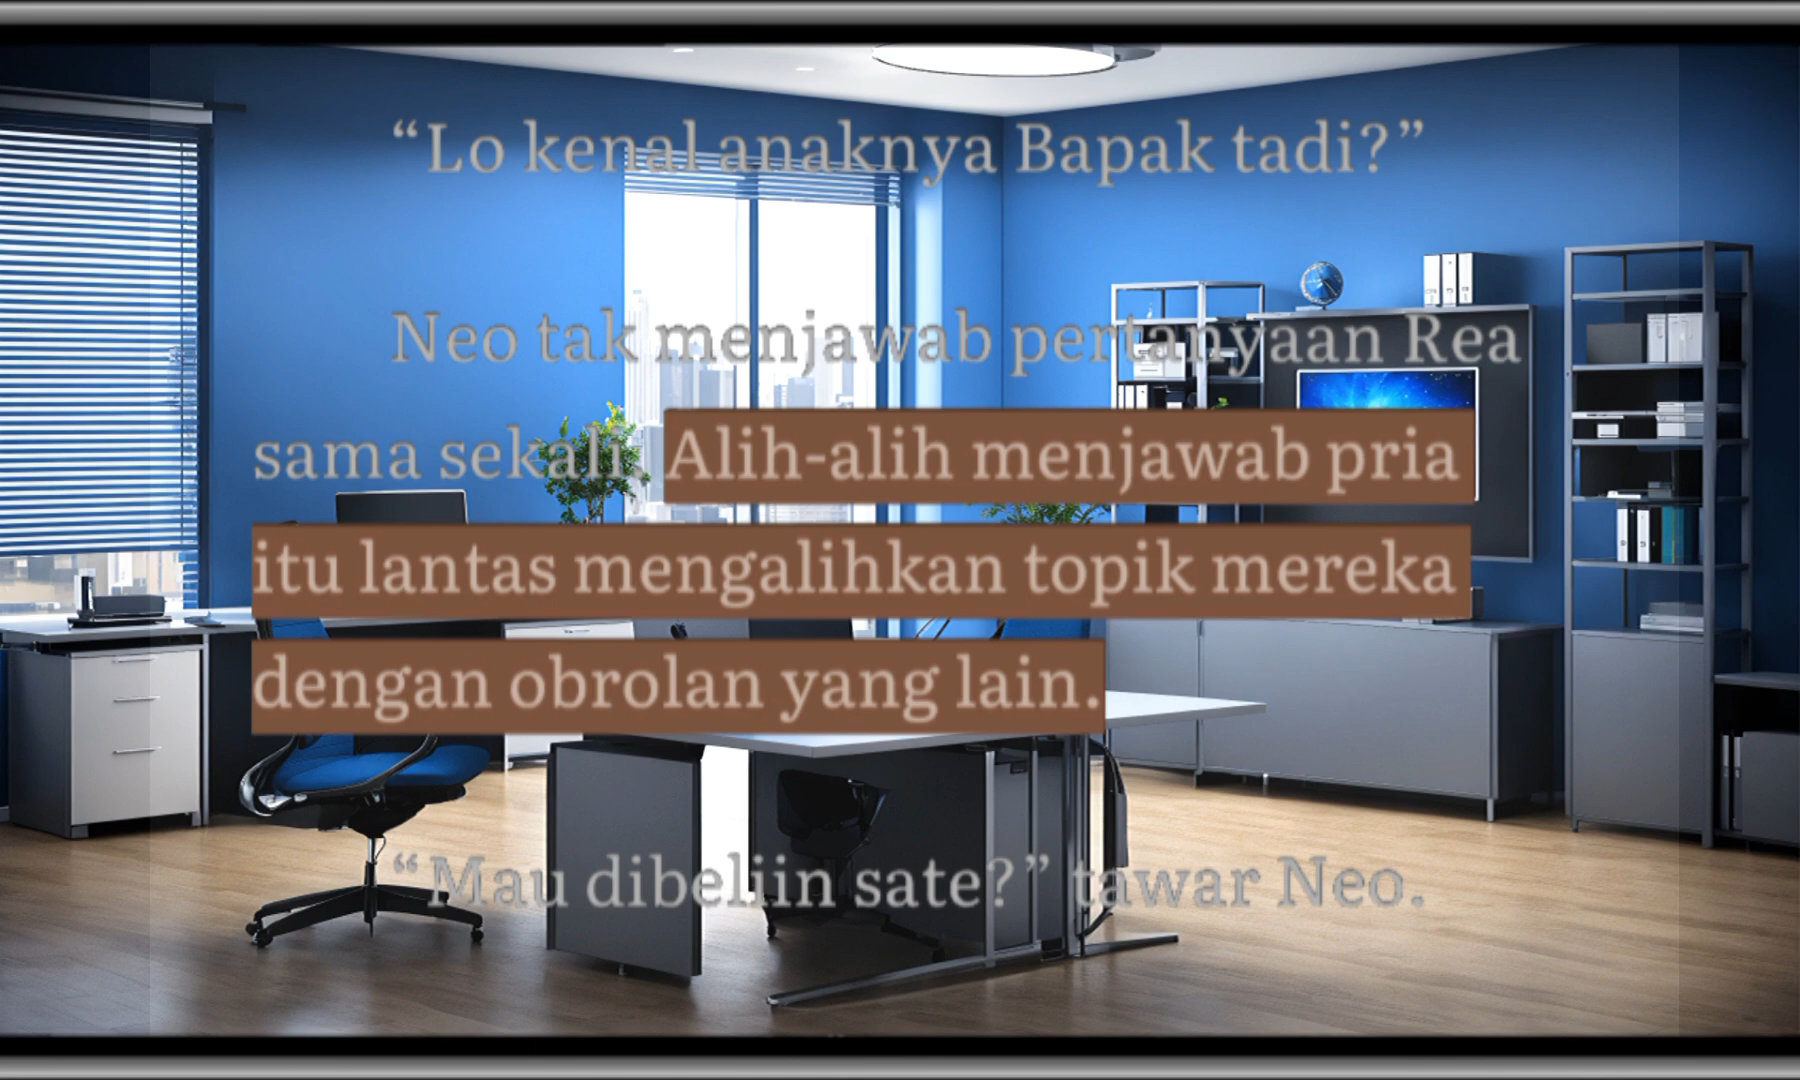 “Lo kenal anaknya Bapak tadi?”
Neo tak menjawab pertanyaan Rea
sama sekali. Alih-alih menjawab pria
itu lantas mengalihkan topik mereka
dengan obrolan yang lain.
“Mau dibeliin sate?” tawar Neo.